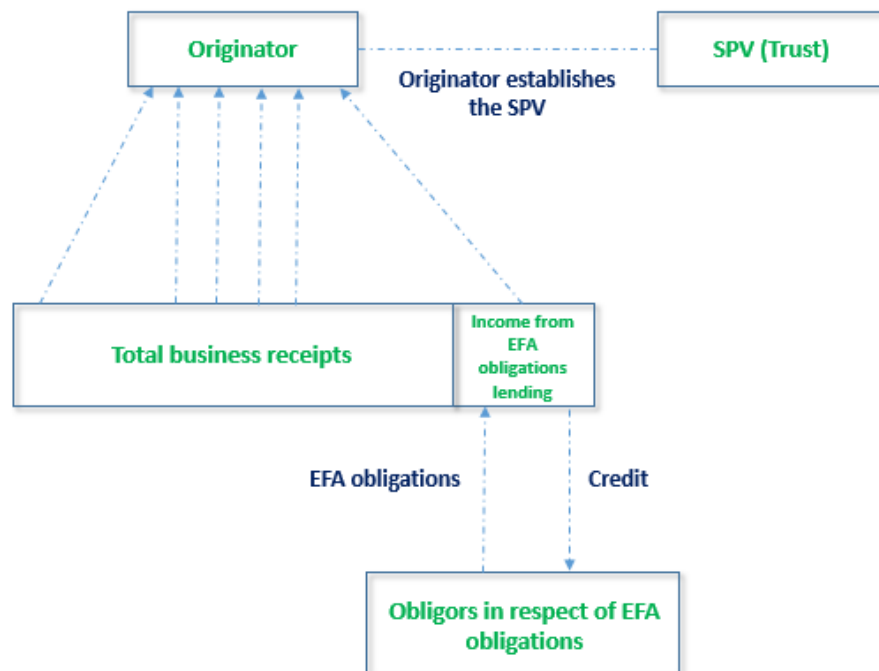 Originator
SPV (Trust)
Originator establishes
the SPV
Total business receipts
Income from
EFA
obligations
lending
EFA obligations
Credit
Obligors in respect of EFA
obligations